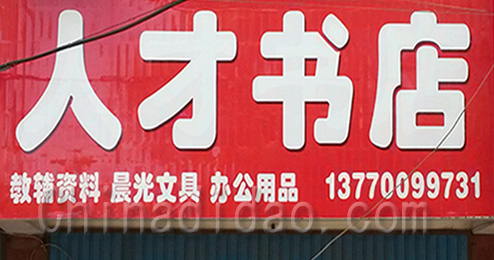 人才书店
教辅资料 晨光文具 办公用品 13770099731
Chinadidao.com